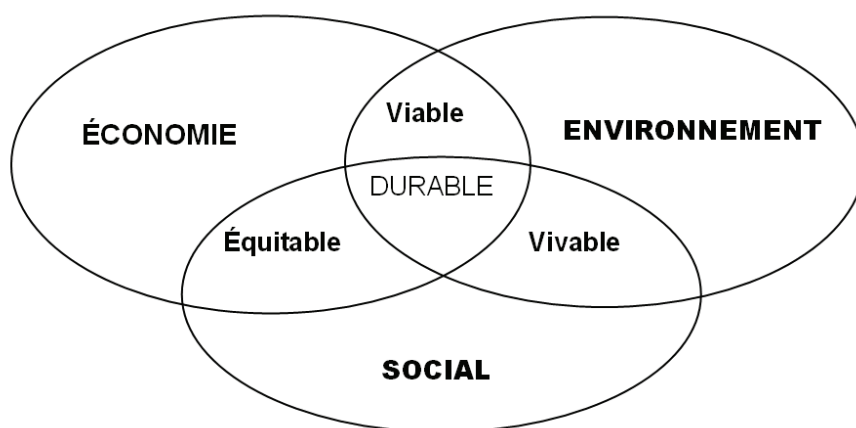 Viable
ÉCONOMIE
ENVIRONNEMENT
DURABLE
Équitable
Vivable
SOCIAL